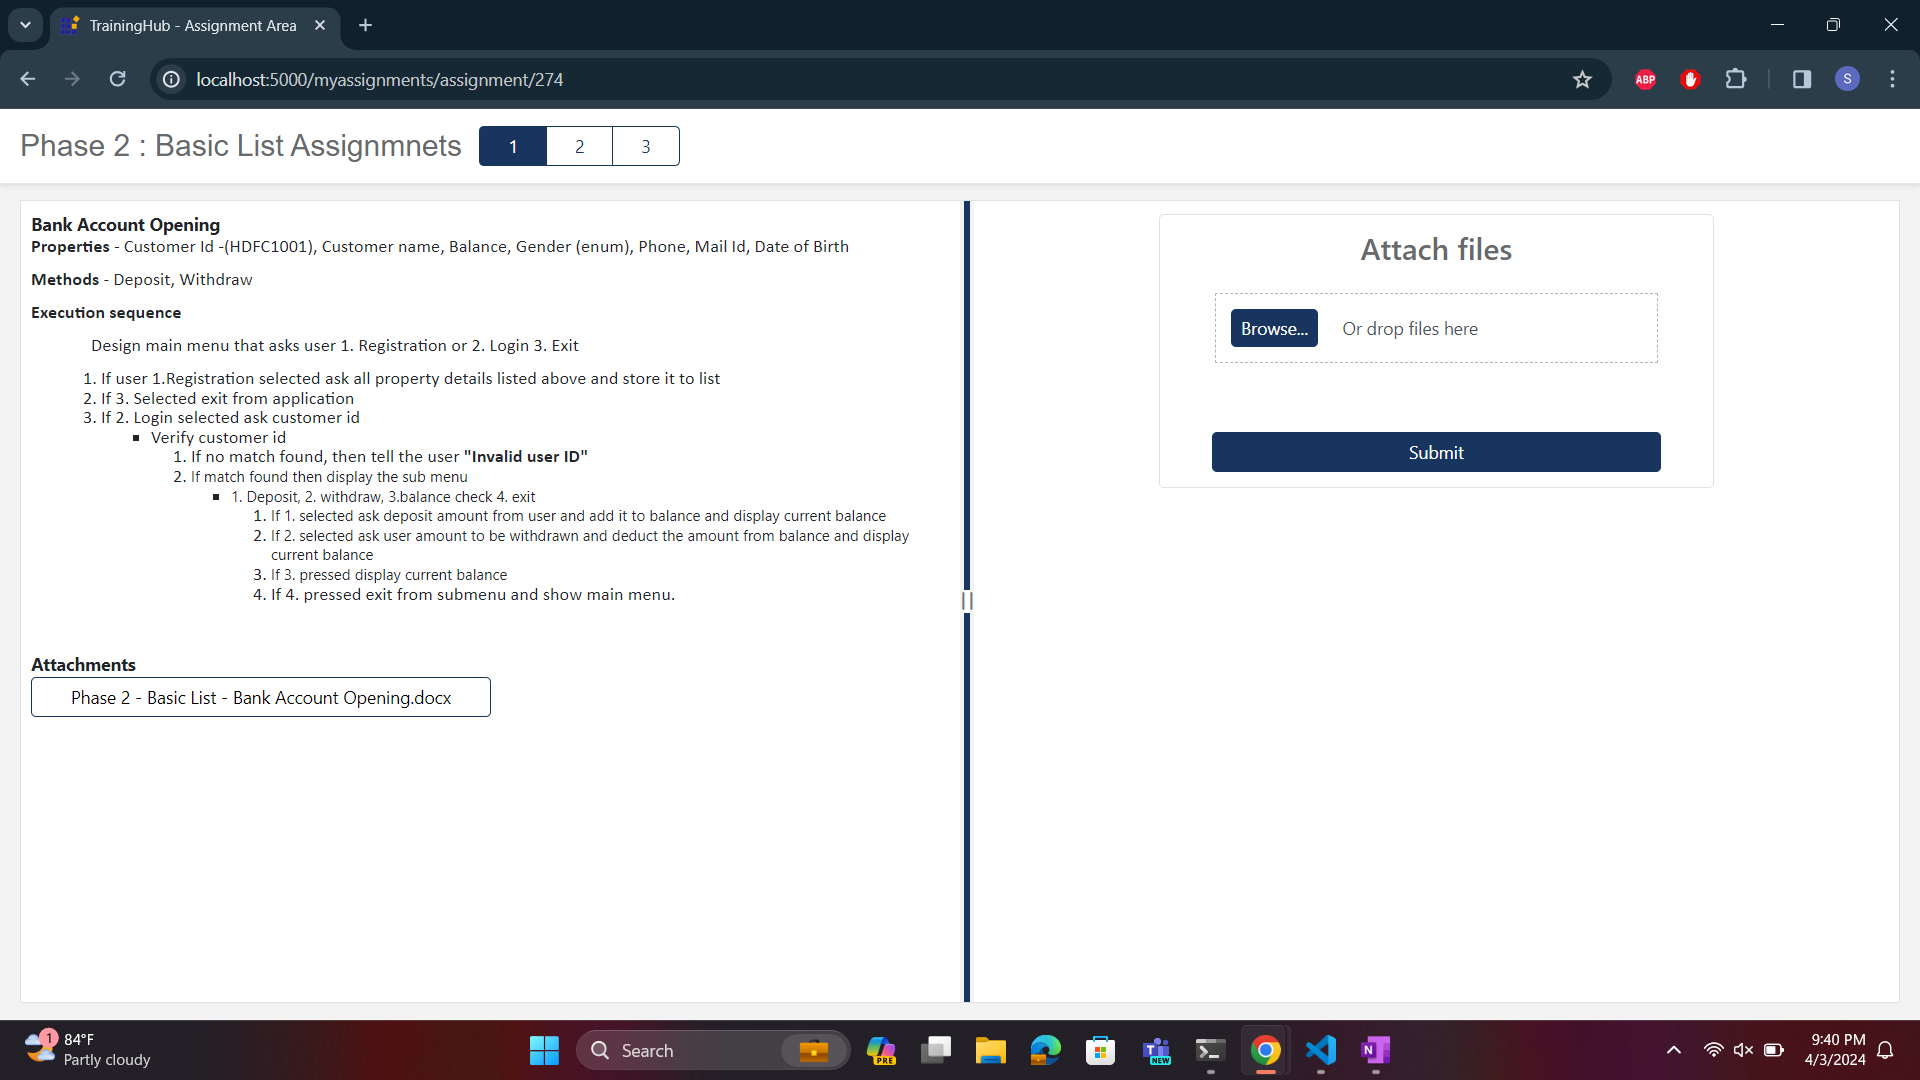 TrainingHub - Assignment Area
localhost:5000/myassignments/assignment/274
ABP
S
Phase 2 : Basic List Assignmnets
1 2 3
Bank Account Opening
Properties - Customer Id -(HDFC1001), Customer name, Balance, Gender (enum), Phone, Mail Id, Date of Birth
Methods - Deposit, Withdraw
Execution sequence
Design main menu that asks user 1. Registration or 2. Login 3. Exit
1. If user 1.Registration selected ask all property details listed above and store it to list
2. If 3. Selected exit from application
3. If 2. Login selected ask customer id
Verify customer id
1. If no match found, then tell the user "Invalid user ID"
2. If match found then display the sub menu
1. Deposit, 2. withdraw, 3.balance check 4. exit
1. If 1. selected ask deposit amount from user and add it to balance and display current balance
2. If 2. selected ask user amount to be withdrawn and deduct the amount from balance and display
current balance
3. If 3. pressed display current balance
4. If 4. pressed exit from submenu and show main menu.
Attachments
Phase 2 - Basic List - Bank Account Opening.docx
Attach files
Browse...
Or drop files here
Submit
1
84°F
Partly cloudy
Search
PRE
NEW
9:40 PM
4/3/2024